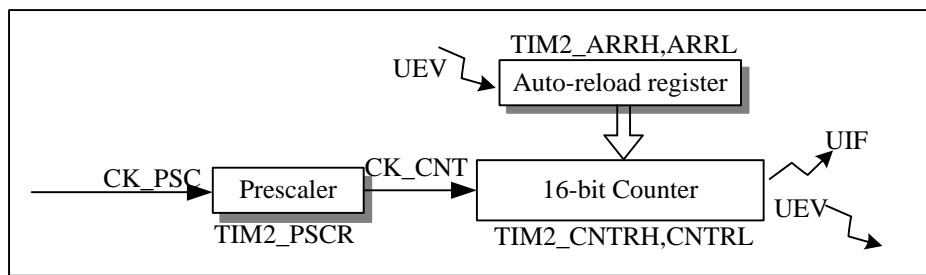 TIM2_ARRH,ARRL
UEV
Auto-reload register
UIF
CK_PSC
Prescaler
CK_CNT
16-bit Counter
UEV
TIM2_PSCR
TIM2_CNTRH,CNTRL